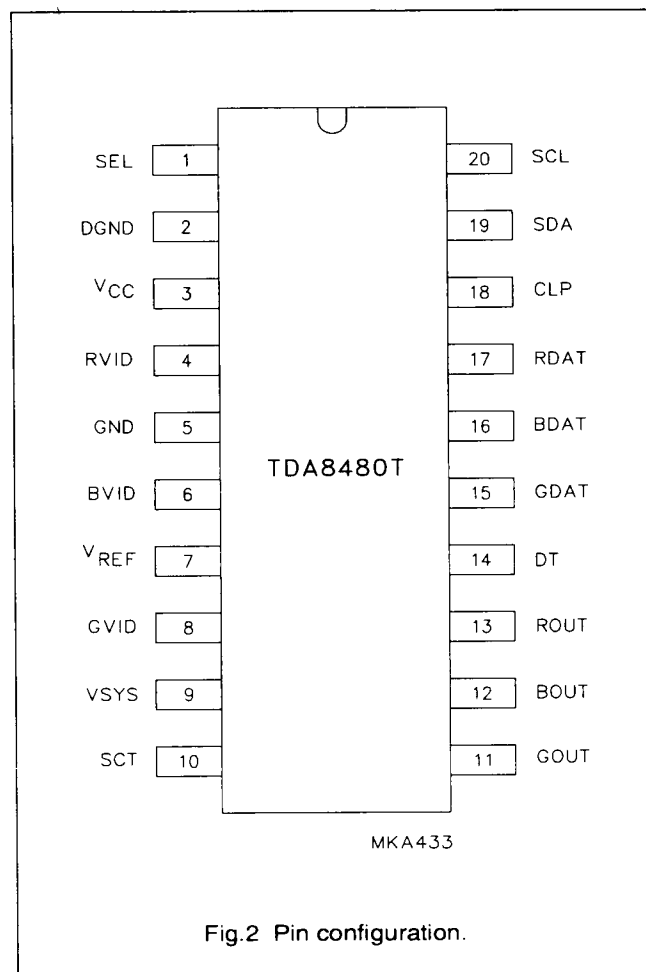 SEL 1 20 SCL
DGND 2 19 SDA
VCC 3 18 CLP
RVID 4 17 RDAT
GND 5 16 BDAT
TDA8480T
BVID 6 15 GDAT
VREF 7 14 DT
GVID 8 13 ROUT
VSYS 9 12 BOUT
SCT 10 11 GOUT
MKA433
Fig.2 Pin configuration.